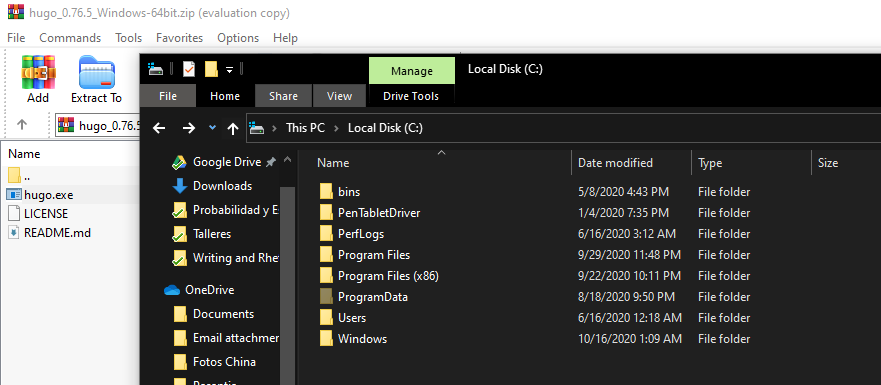 hugo_0.76.5_Windows-64bit.zip (evaluation copy)
File Commands Tools Favorites Options Help
Add Extract To
hugo_0.76.5
Name
..
hugo.exe
LICENSE
README.md
Manage Local Disk (C:)
File Home Share View Drive Tools
This PC Local Disk (C:)
Google Drive
Downloads
Probabilidad y E
Talleres
Writing and Rhe
OneDrive
Documents
Email attachme
Fotos China
Name Date modified Type Size
bins 5/8/2020 4:43 PM File folder
PenTabletDriver 1/4/2020 7:35 PM File folder
PerfLogs 6/16/2020 3:12 AM File folder
Program Files 9/29/2020 11:48 PM File folder
Program Files (x86) 9/22/2020 10:11 PM File folder
ProgramData 8/18/2020 9:50 PM File folder
Users 6/16/2020 12:18 AM File folder
Windows 10/16/2020 1:09 AM File folder